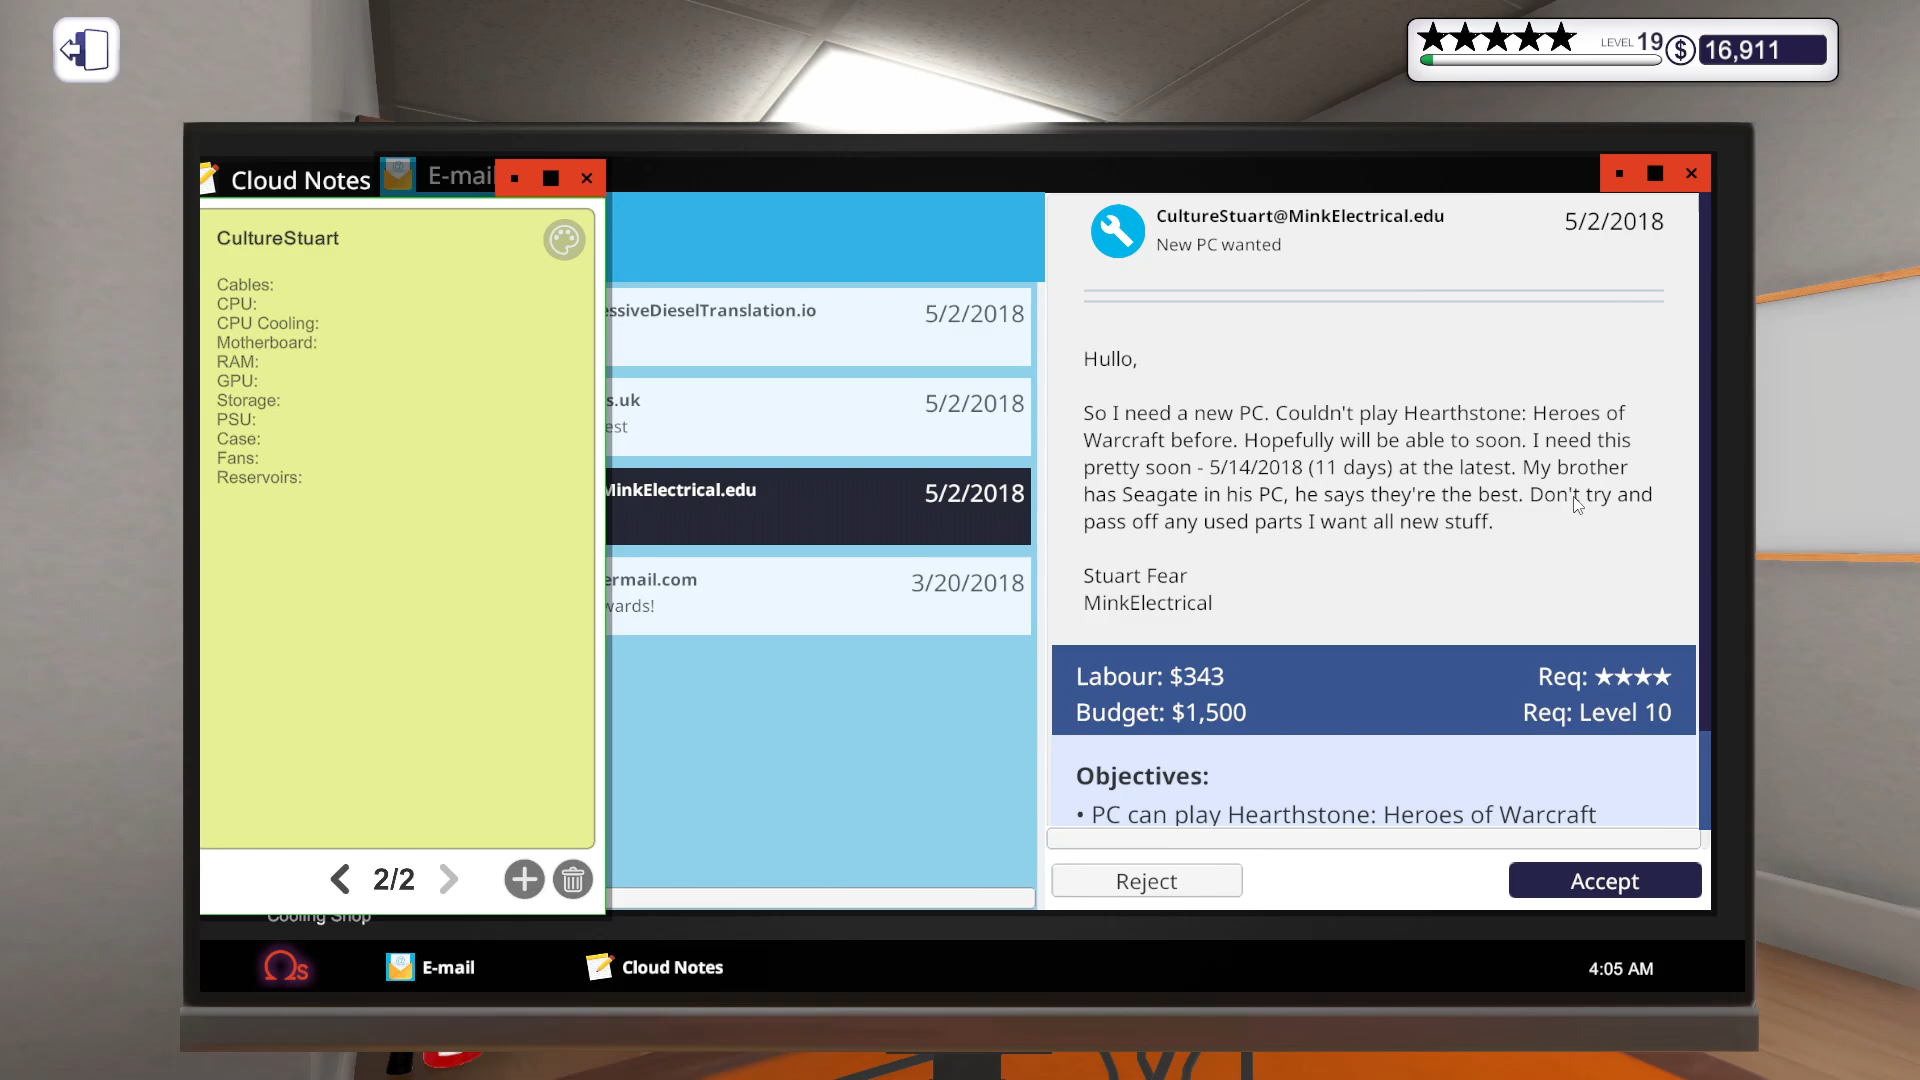 LEVEL 19 $ 16,911
Cloud Notes
E-mail
CultureStuart
Cables:
CPU:
CPU Cooling:
Motherboard:
RAM:
GPU:
Storage:
PSU:
Case:
Fans:
Reservoirs:
2/2
Cooling Shop
essiveDieselTranslation.io 5/2/2018
s.uk 5/2/2018
est
MinkElectrical.edu 5/2/2018
ermail.com 3/20/2018
wards!
CultureStuart@MinkElectrical.edu 5/2/2018
New PC wanted
Hullo,
So I need a new PC. Couldn't play Hearthstone: Heroes of
Warcraft before. Hopefully will be able to soon. I need this
pretty soon - 5/14/2018 (11 days) at the latest. My brother
has Seagate in his PC, he says they're the best. Don't try and
pass off any used parts I want all new stuff.
Stuart Fear
MinkElectrical
Labour: $343 Req: ★★★★
Budget: $1,500 Req: Level 10
Objectives:
• PC can play Hearthstone: Heroes of Warcraft
Reject Accept
Ωs E-mail Cloud Notes 4:05 AM